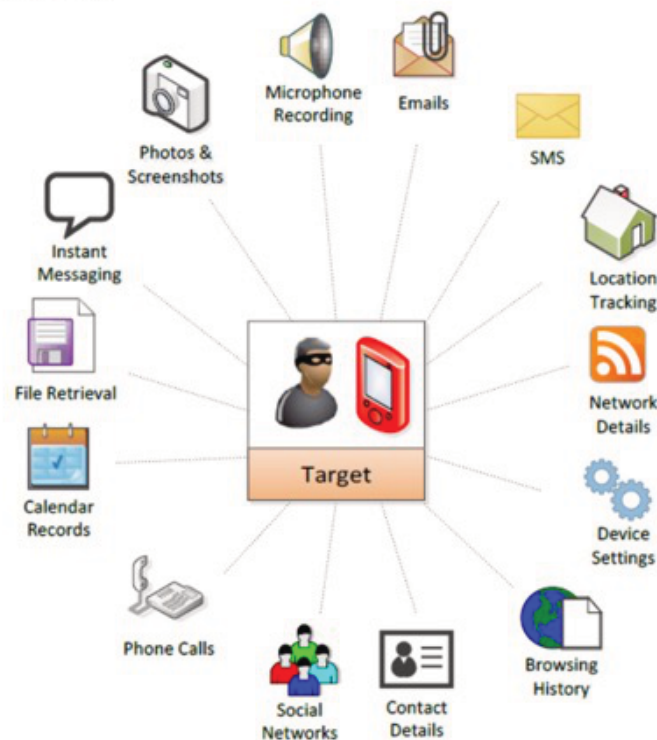 Microphone
Recording
Emails
SMS
Photos &
Screenshots
Instant
Messaging
Location
Tracking
File Retrieval
Network
Details
Target
Calendar
Records
Device
Settings
Phone Calls
Browsing
History
Social
Networks
Contact
Details